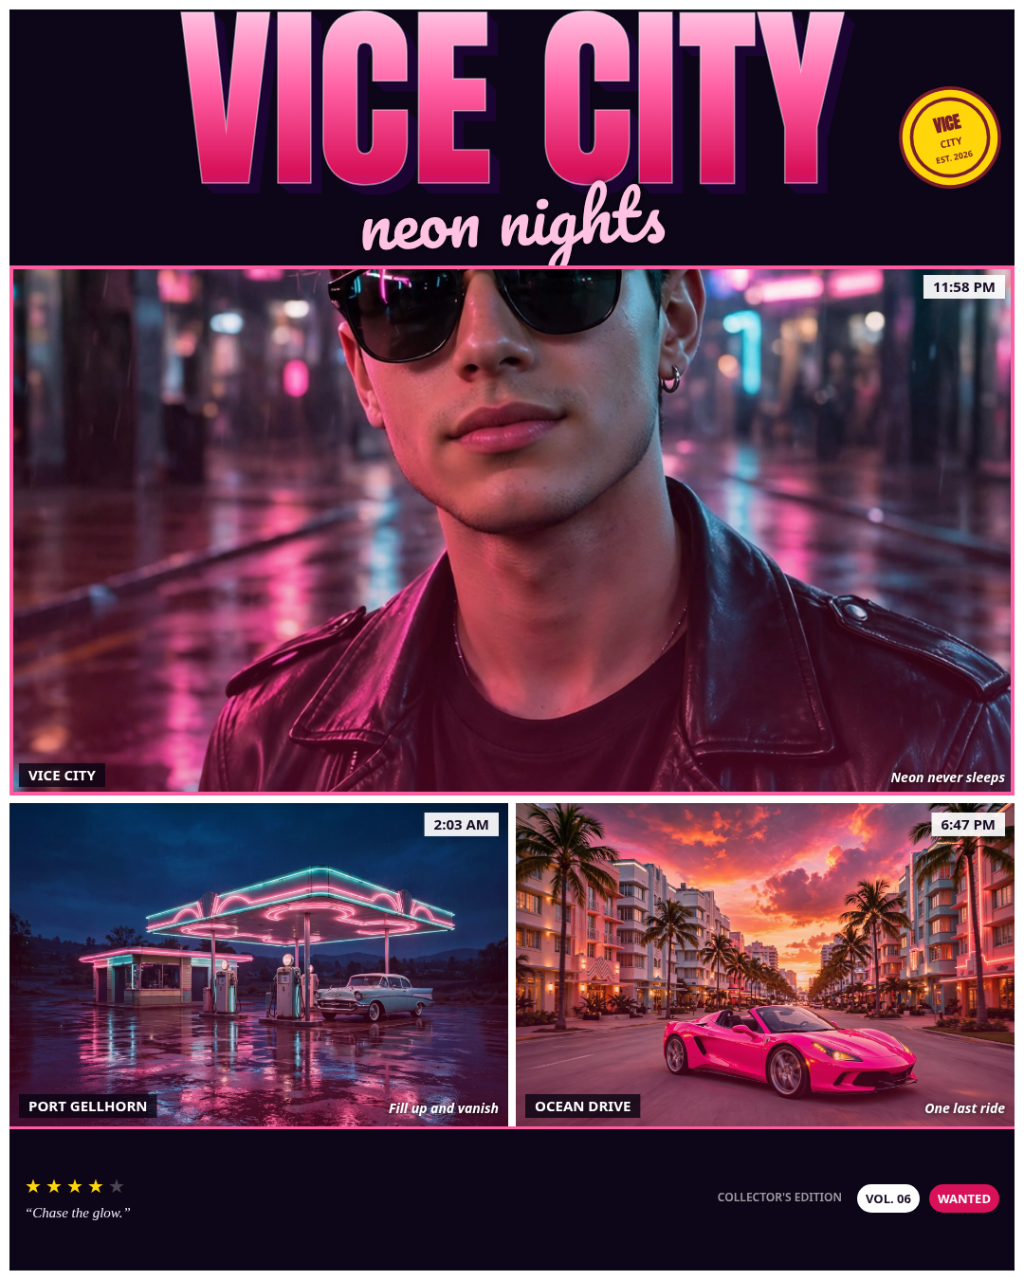 VICE CITY
VICE
CITY
EST. 2026
neon nights
11:58 PM
VICE CITY
Neon never sleeps
2:03 AM
PORT GELLHORN
Fill up and vanish
6:47 PM
OCEAN DRIVE
One last ride
★ ★ ★ ★ ★
“Chase the glow.”
COLLECTOR'S EDITION
VOL. 06
WANTED